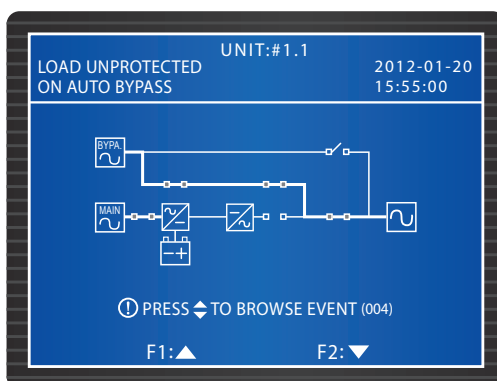 UNIT:#1.1
LOAD UNPROTECTED
2012-01-20
ON AUTO BYPASS
15:55:00
BYPA.
MAIN
PRESS TO BROWSE EVENT (004)
F1:
F2: